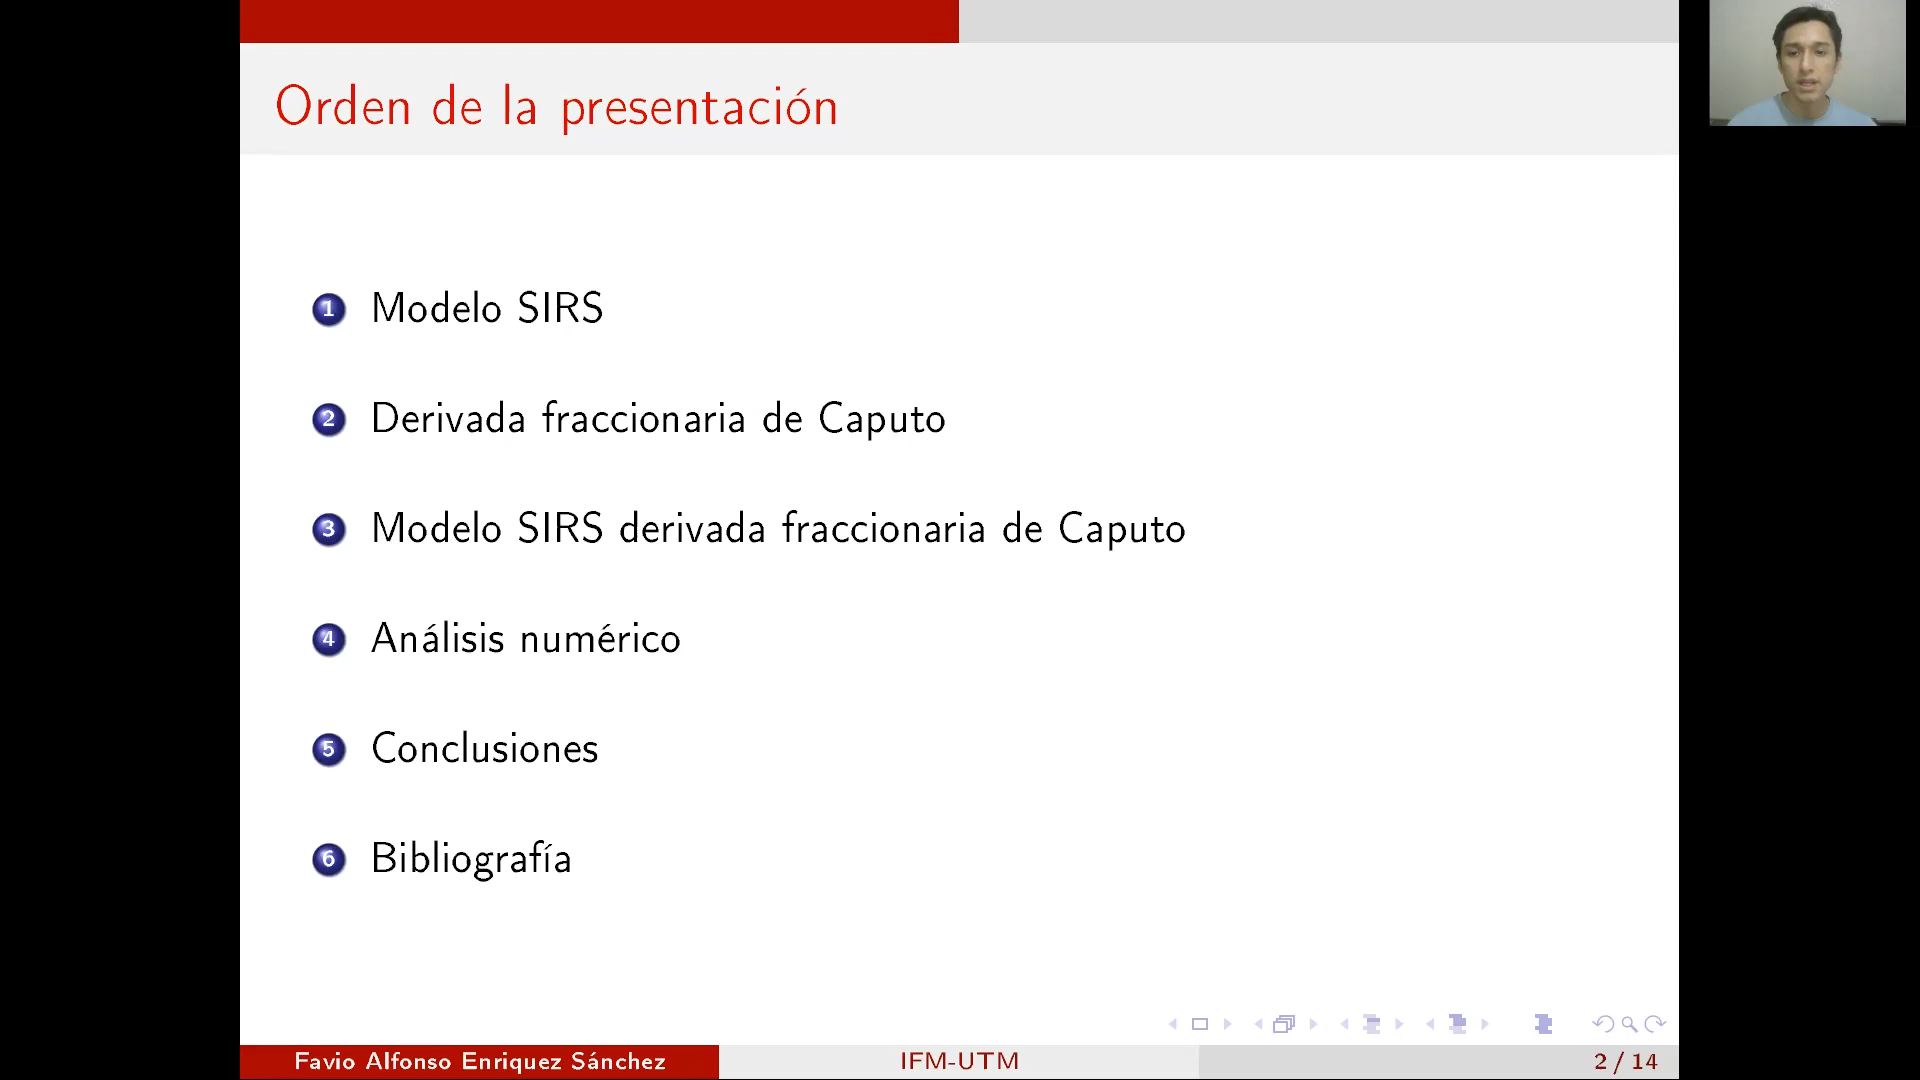 Orden de la presentación
1 Modelo SIRS
2 Derivada fraccionaria de Caputo
3 Modelo SIRS derivada fraccionaria de Caputo
4 Análisis numérico
5 Conclusiones
6 Bibliografía
Favio Alfonso Enriquez Sánchez IFM-UTM 2 / 14